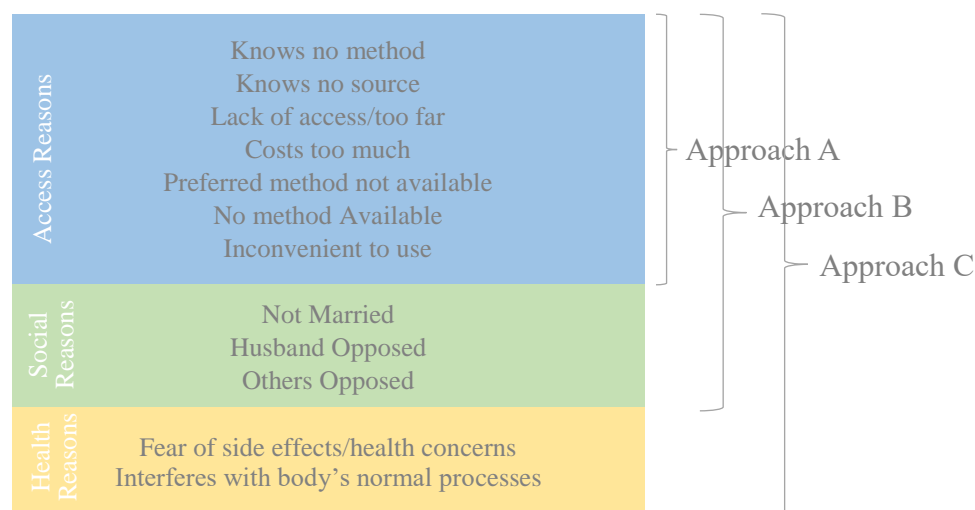 Access Reasons
Knows no method
Knows no source
Lack of access/too far
Costs too much
Preferred method not available
No method Available
Inconvenient to use
Social
Reasons
Not Married
Husband Opposed
Others Opposed
Health
Reasons
Fear of side effects/health concerns
Interferes with body’s normal processes
Approach A
Approach B
Approach C